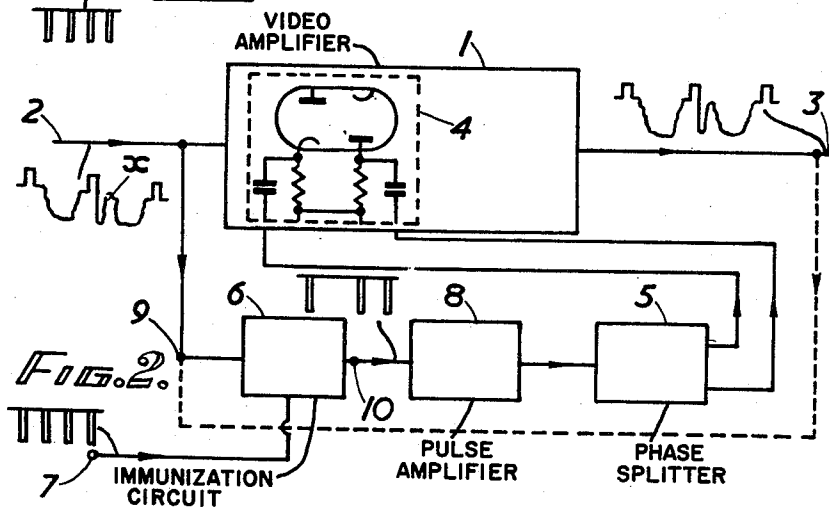 VIDEO
AMPLIFIER
1
2
3
4
x
6
8
5
9
FIG.2.
10
7
IMMUNIZATION
CIRCUIT
PULSE
AMPLIFIER
PHASE
SPLITTER